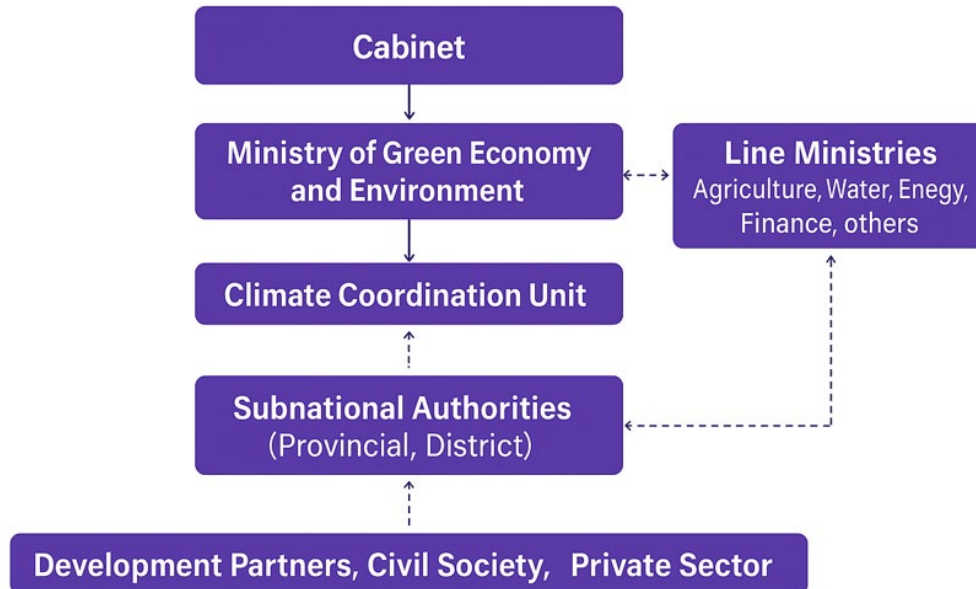 Cabinet
Ministry of Green Economy
and Environment
Line Ministries
Agriculture, Water, Enegy,
Finance, others
Climate Coordination Unit
Subnational Authorities
(Provincial, District)
Development Partners, Civil Society, Private Sector